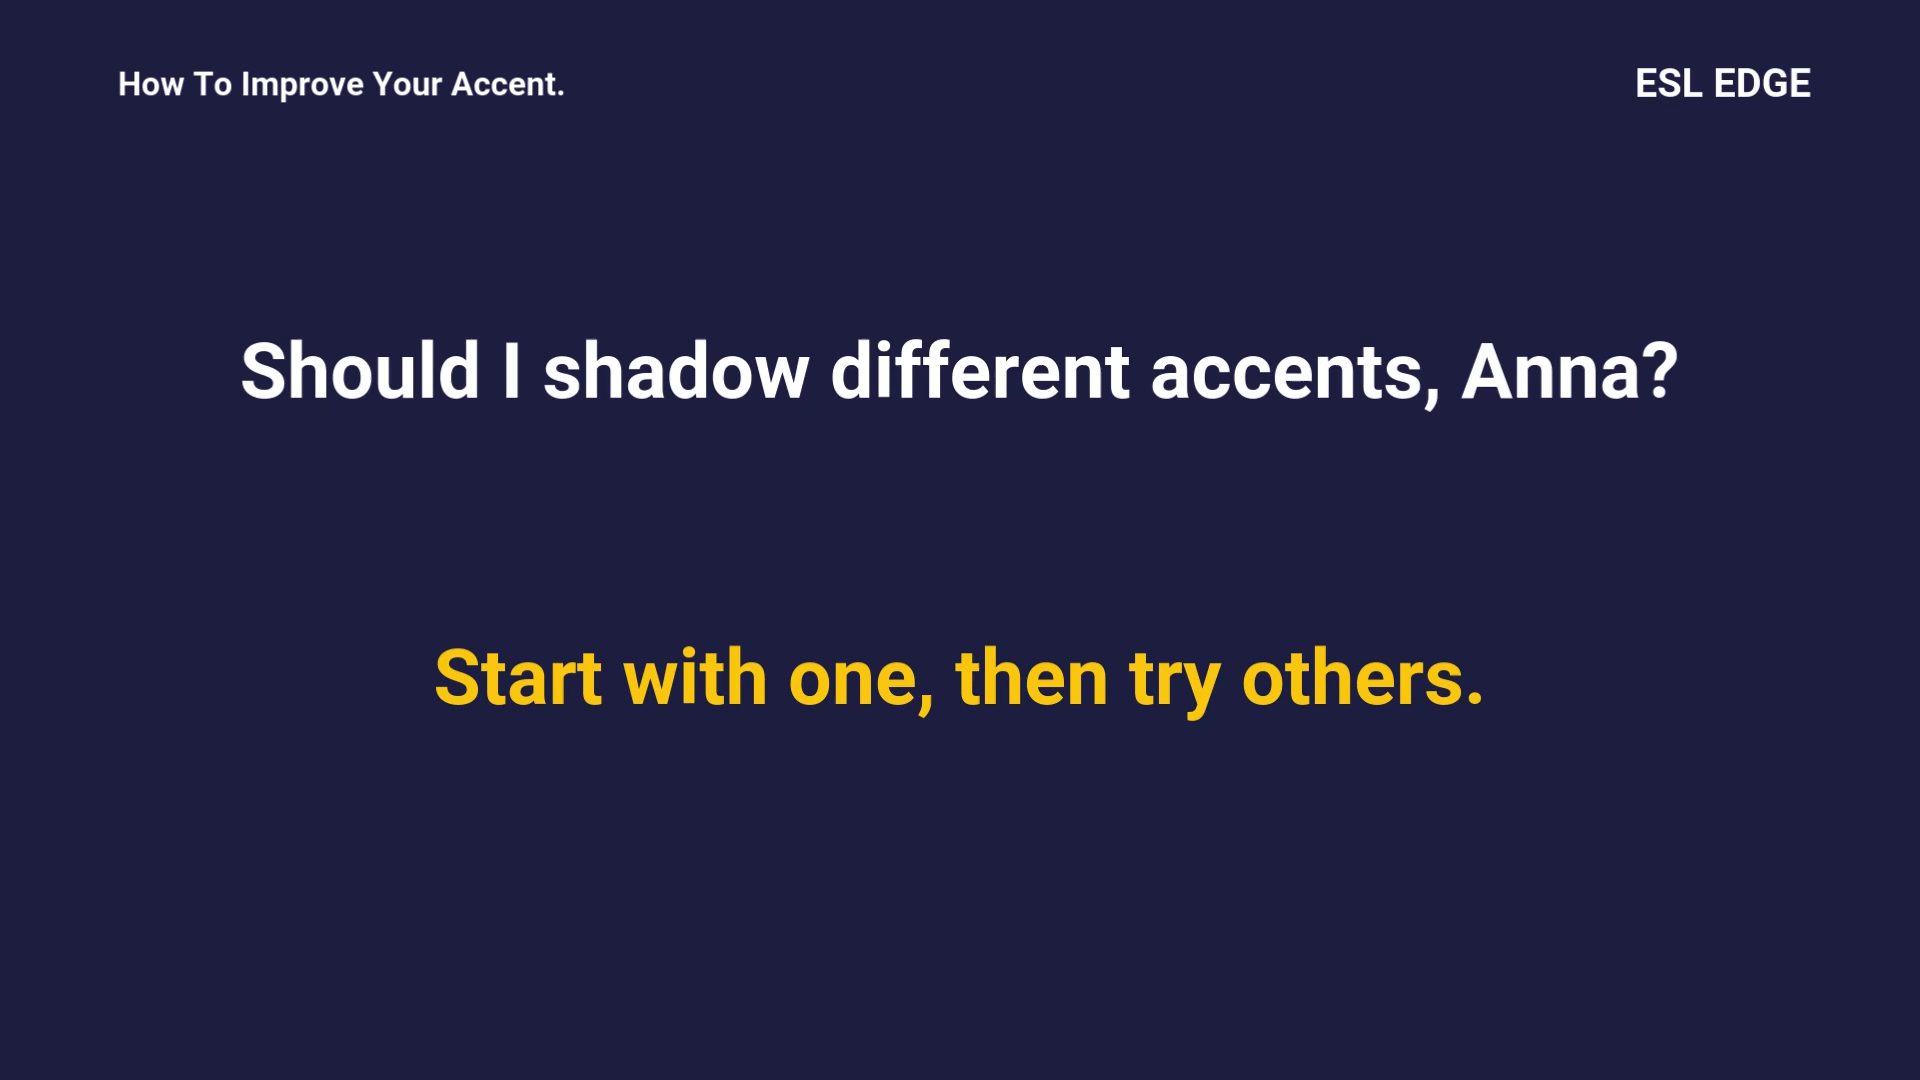 How To Improve Your Accent.
ESL EDGE
Should I shadow different accents, Anna?
Start with one, then try others.